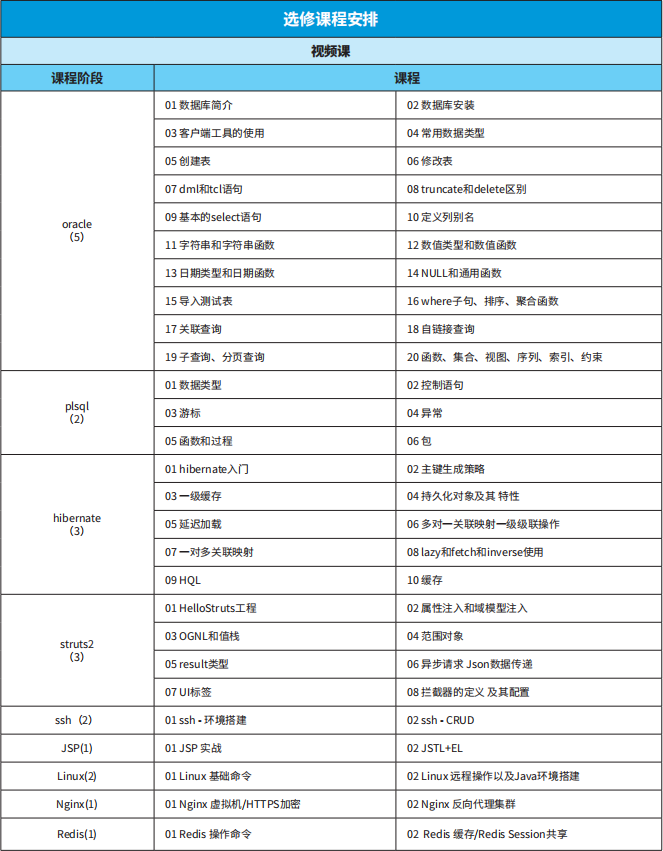 选修课程安排
视频课
课程阶段 课程
oracle
（5）
01 数据库简介 02 数据库安装
03 客户端工具的使用 04 常用数据类型
05 创建表 06 修改表
07 dml和tcl语句 08 truncate和delete区别
09 基本的select语句 10 定义列别名
11 字符串和字符串函数 12 数值类型和数值函数
13 日期类型和日期函数 14 NULL和通用函数
15 导入测试表 16 where子句、排序、聚合函数
17 关联查询 18 自链接查询
19 子查询、分页查询 20 函数、集合、视图、序列、索引、约束
plsql
（2）
01 数据类型 02 控制语句
03 游标 04 异常
05 函数和过程 06 包
hibernate
（3）
01 hibernate入门 02 主键生成策略
03 一级缓存 04 持久化对象及其 特性
05 延迟加载 06 多对一关联映射一级级联操作
07 一对多关联映射 08 lazy和fetch和inverse使用
09 HQL 10 缓存
struts2
（3）
01 HelloStruts工程 02 属性注入和域模型注入
03 OGNL和值栈 04 范围对象
05 result类型 06 异步请求 Json数据传递
07 UI标签 08 拦截器的定义 及其配置
ssh（2） 01 ssh - 环境搭建 02 ssh - CRUD
JSP(1) 01 JSP 实战 02 JSTL+EL
Linux(2) 01 Linux 基础命令 02 Linux 远程操作以及Java环境搭建
Nginx(1) 01 Nginx 虚拟机/HTTPS加密 02 Nginx 反向代理集群
Redis(1) 01 Redis 操作命令 02 Redis 缓存/Redis Session共享